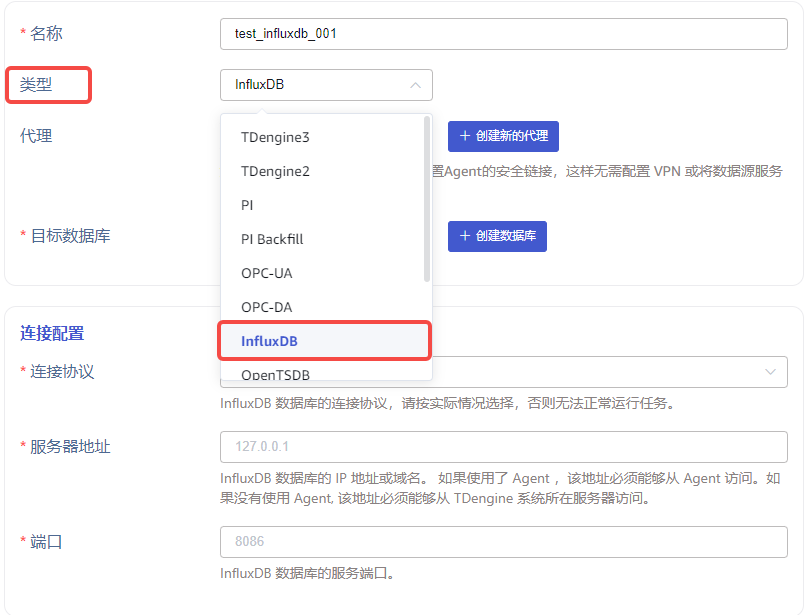 * 名称
test_influxdb_001
类型
InfluxDB
代理
TDengine3
+ 创建新的代理
TDengine2
置Agent的安全链接，这样无需配置 VPN 或将数据源服务
PI
* 目标数据库
PI Backfill
+ 创建数据库
OPC-UA
OPC-DA
连接配置
InfluxDB
* 连接协议
OpenTSDB
InfluxDB 数据库的连接协议，请按实际情况选择，否则无法正常运行任务。
* 服务器地址
127.0.0.1
InfluxDB 数据库的 IP 地址或域名。 如果使用了 Agent ，该地址必须能够从 Agent 访问。如
果没有使用 Agent, 该地址必须能够从 TDengine 系统所在服务器访问。
* 端口
8086
InfluxDB 数据库的服务端口。